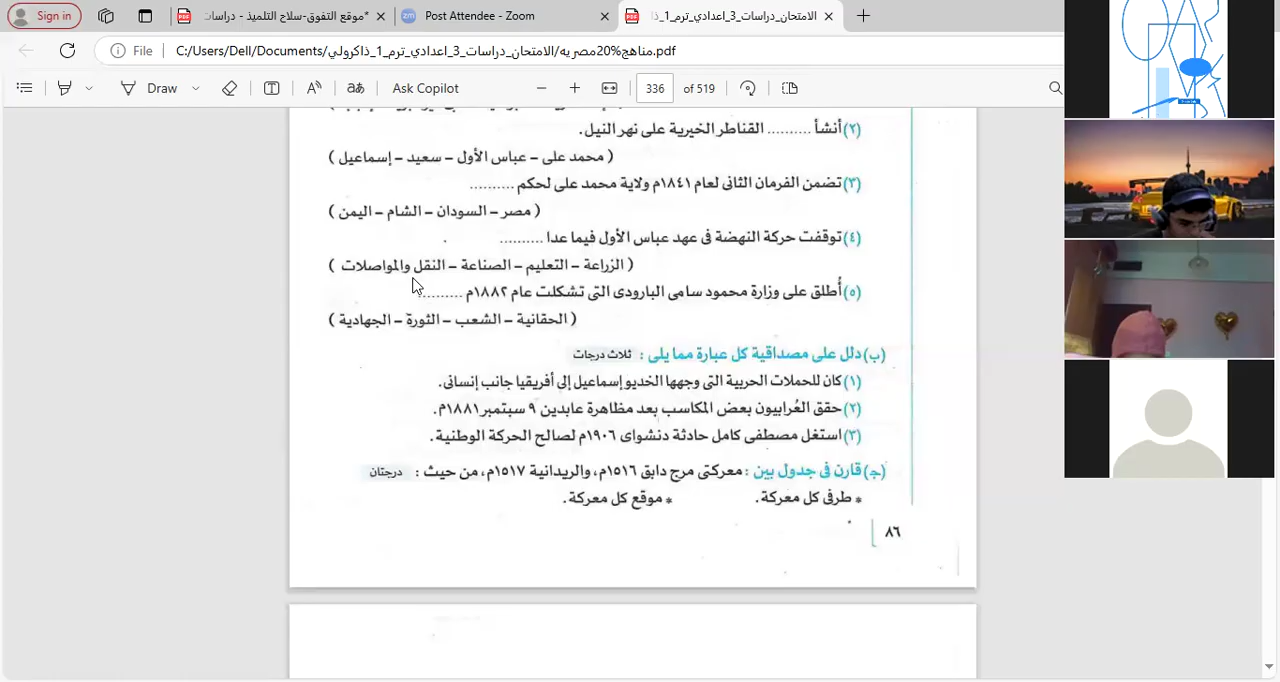 Sign in
*موقع التفوق-سلاح التلميذ - دراسات
Post Attendee - Zoom
الامتحان_دراسات_3_اعدادي_ترم_1_ذا
File
C:/Users/Dell/Documents/مناهج%20مصريه/الامتحان_دراسات_3_اعدادي_ترم_1_ذاكرولي.pdf
Draw
Ask Copilot
336 of 519
(٢) أنشأ .......... القناطر الخيرية على نهر النيل.
( محمد على – عباس الأول – سعيد – إسماعيل )
(٣) تضمن الفرمان الثانى لعام ١٨٤١م ولاية محمد على لحكم ..........
( مصر – السودان – الشام – اليمن )
(٤) توقفت حركة النهضة فى عهد عباس الأول فيما عدا ..........
( الزراعة – التعليم – الصناعة – النقل والمواصلات )
(٥) أُطلق على وزارة محمود سامى البارودى التى تشكلت عام ١٨٨٢م ..........
( الحقانية – الشعب – الثورة – الجهادية )
(ب) دلل على مصداقية كل عبارة مما يلى : ثلاث درجات
(١) كان للحملات الحربية التى وجهها الخديو إسماعيل إلى أفريقيا جانب إنسانى.
(٢) حقق العُرابيون بعض المكاسب بعد مظاهرة عابدين ٩ سبتمبر ١٨٨١م.
(٣) استغل مصطفى كامل حادثة دنشواى ١٩٠٦م لصالح الحركة الوطنية.
(ج) قارن فى جدول بين : معركتى مرج دابق ١٥١٦م، والريدانية ١٥١٧م، من حيث : درجتان
* طرفى كل معركة. * موقع كل معركة.
٨٦